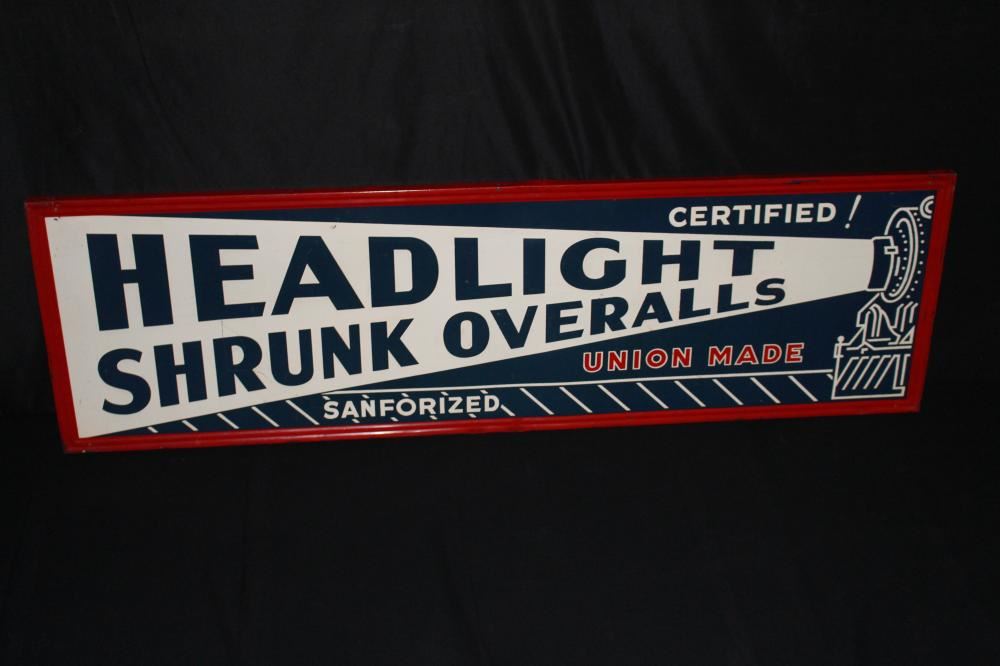 CERTIFIED!
HEADLIGHT
SHRUNK OVERALLS
UNION MADE
SANFORIZED